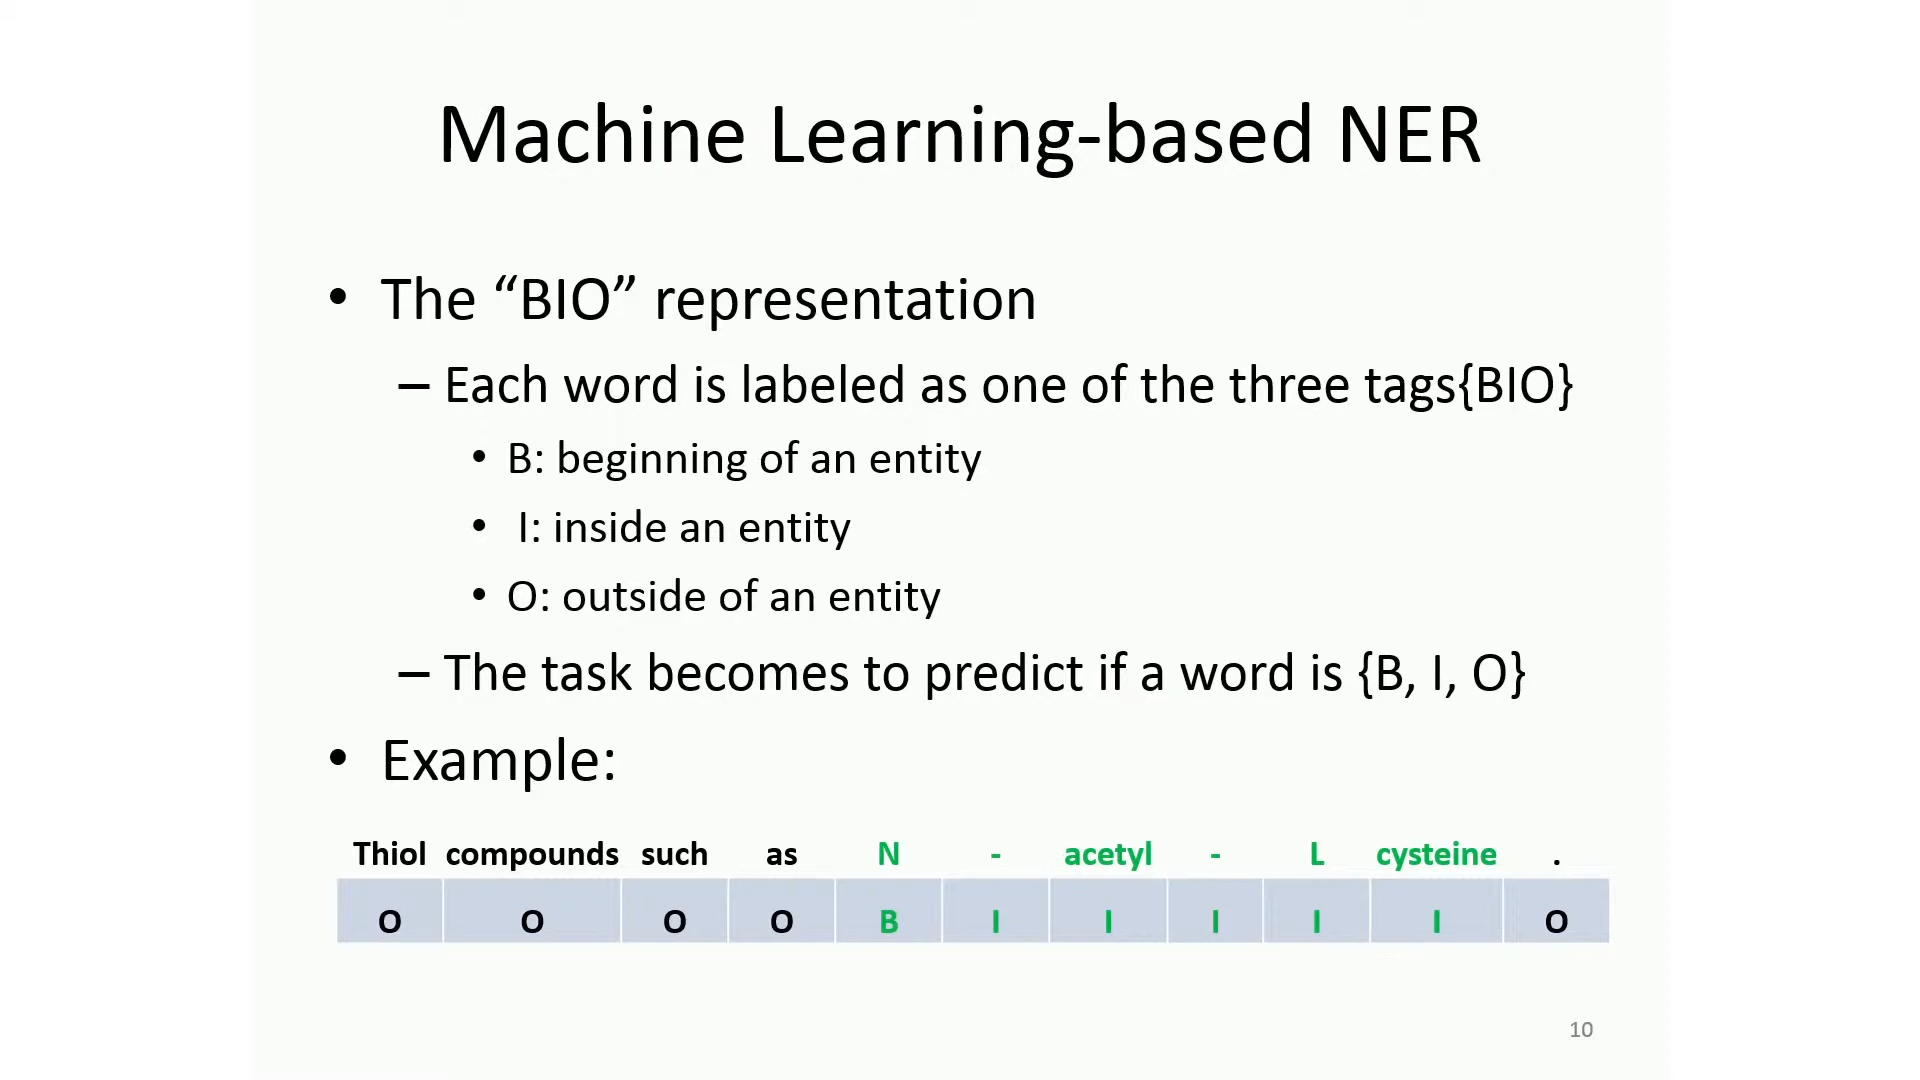 Machine Learning-based NER
• The “BIO” representation
– Each word is labeled as one of the three tags{BIO}
• B: beginning of an entity
• I: inside an entity
• O: outside of an entity
– The task becomes to predict if a word is {B, I, O}
• Example:
Thiol compounds such as N - acetyl - L cysteine .
O O O O B I I I I I O
10